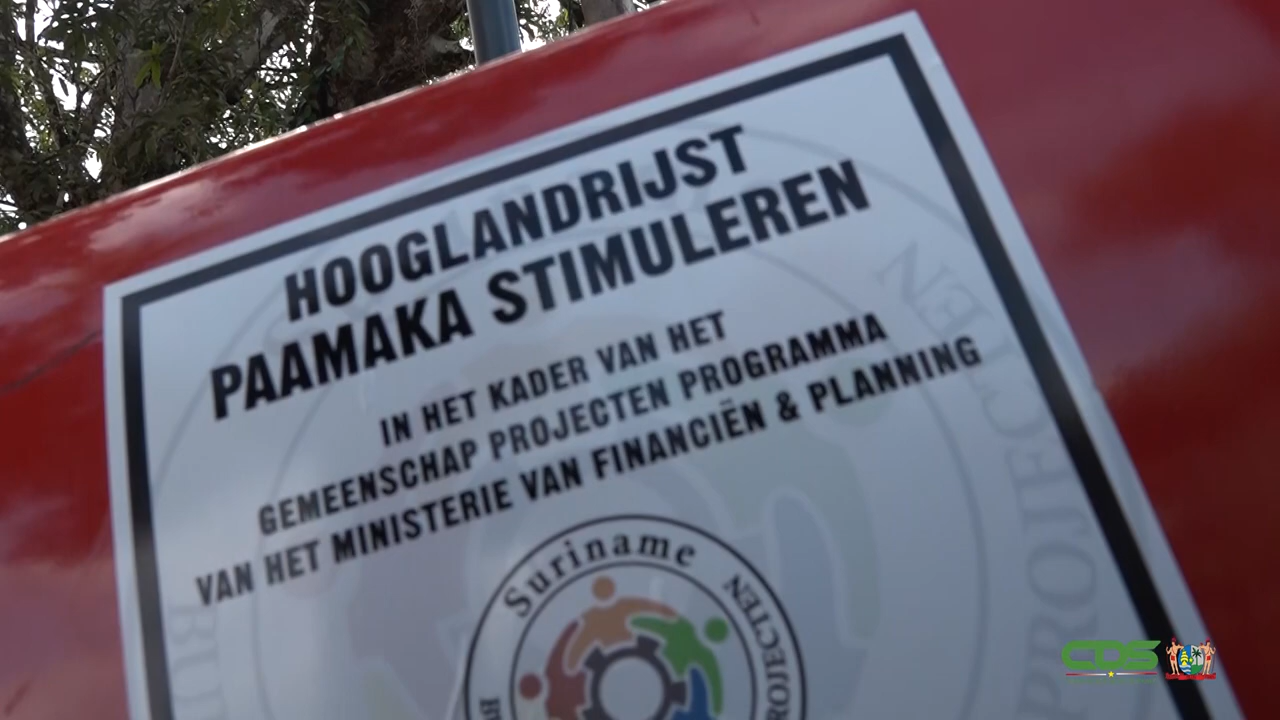 HOOGLANDRIJST
PAAMAKA STIMULEREN
IN HET KADER VAN HET
GEMEENSCHAP PROJECTEN PROGRAMMA
VAN HET MINISTERIE VAN FINANCIËN & PLANNING
Suriname
PROJECTEN
PROJECTEN
CDS